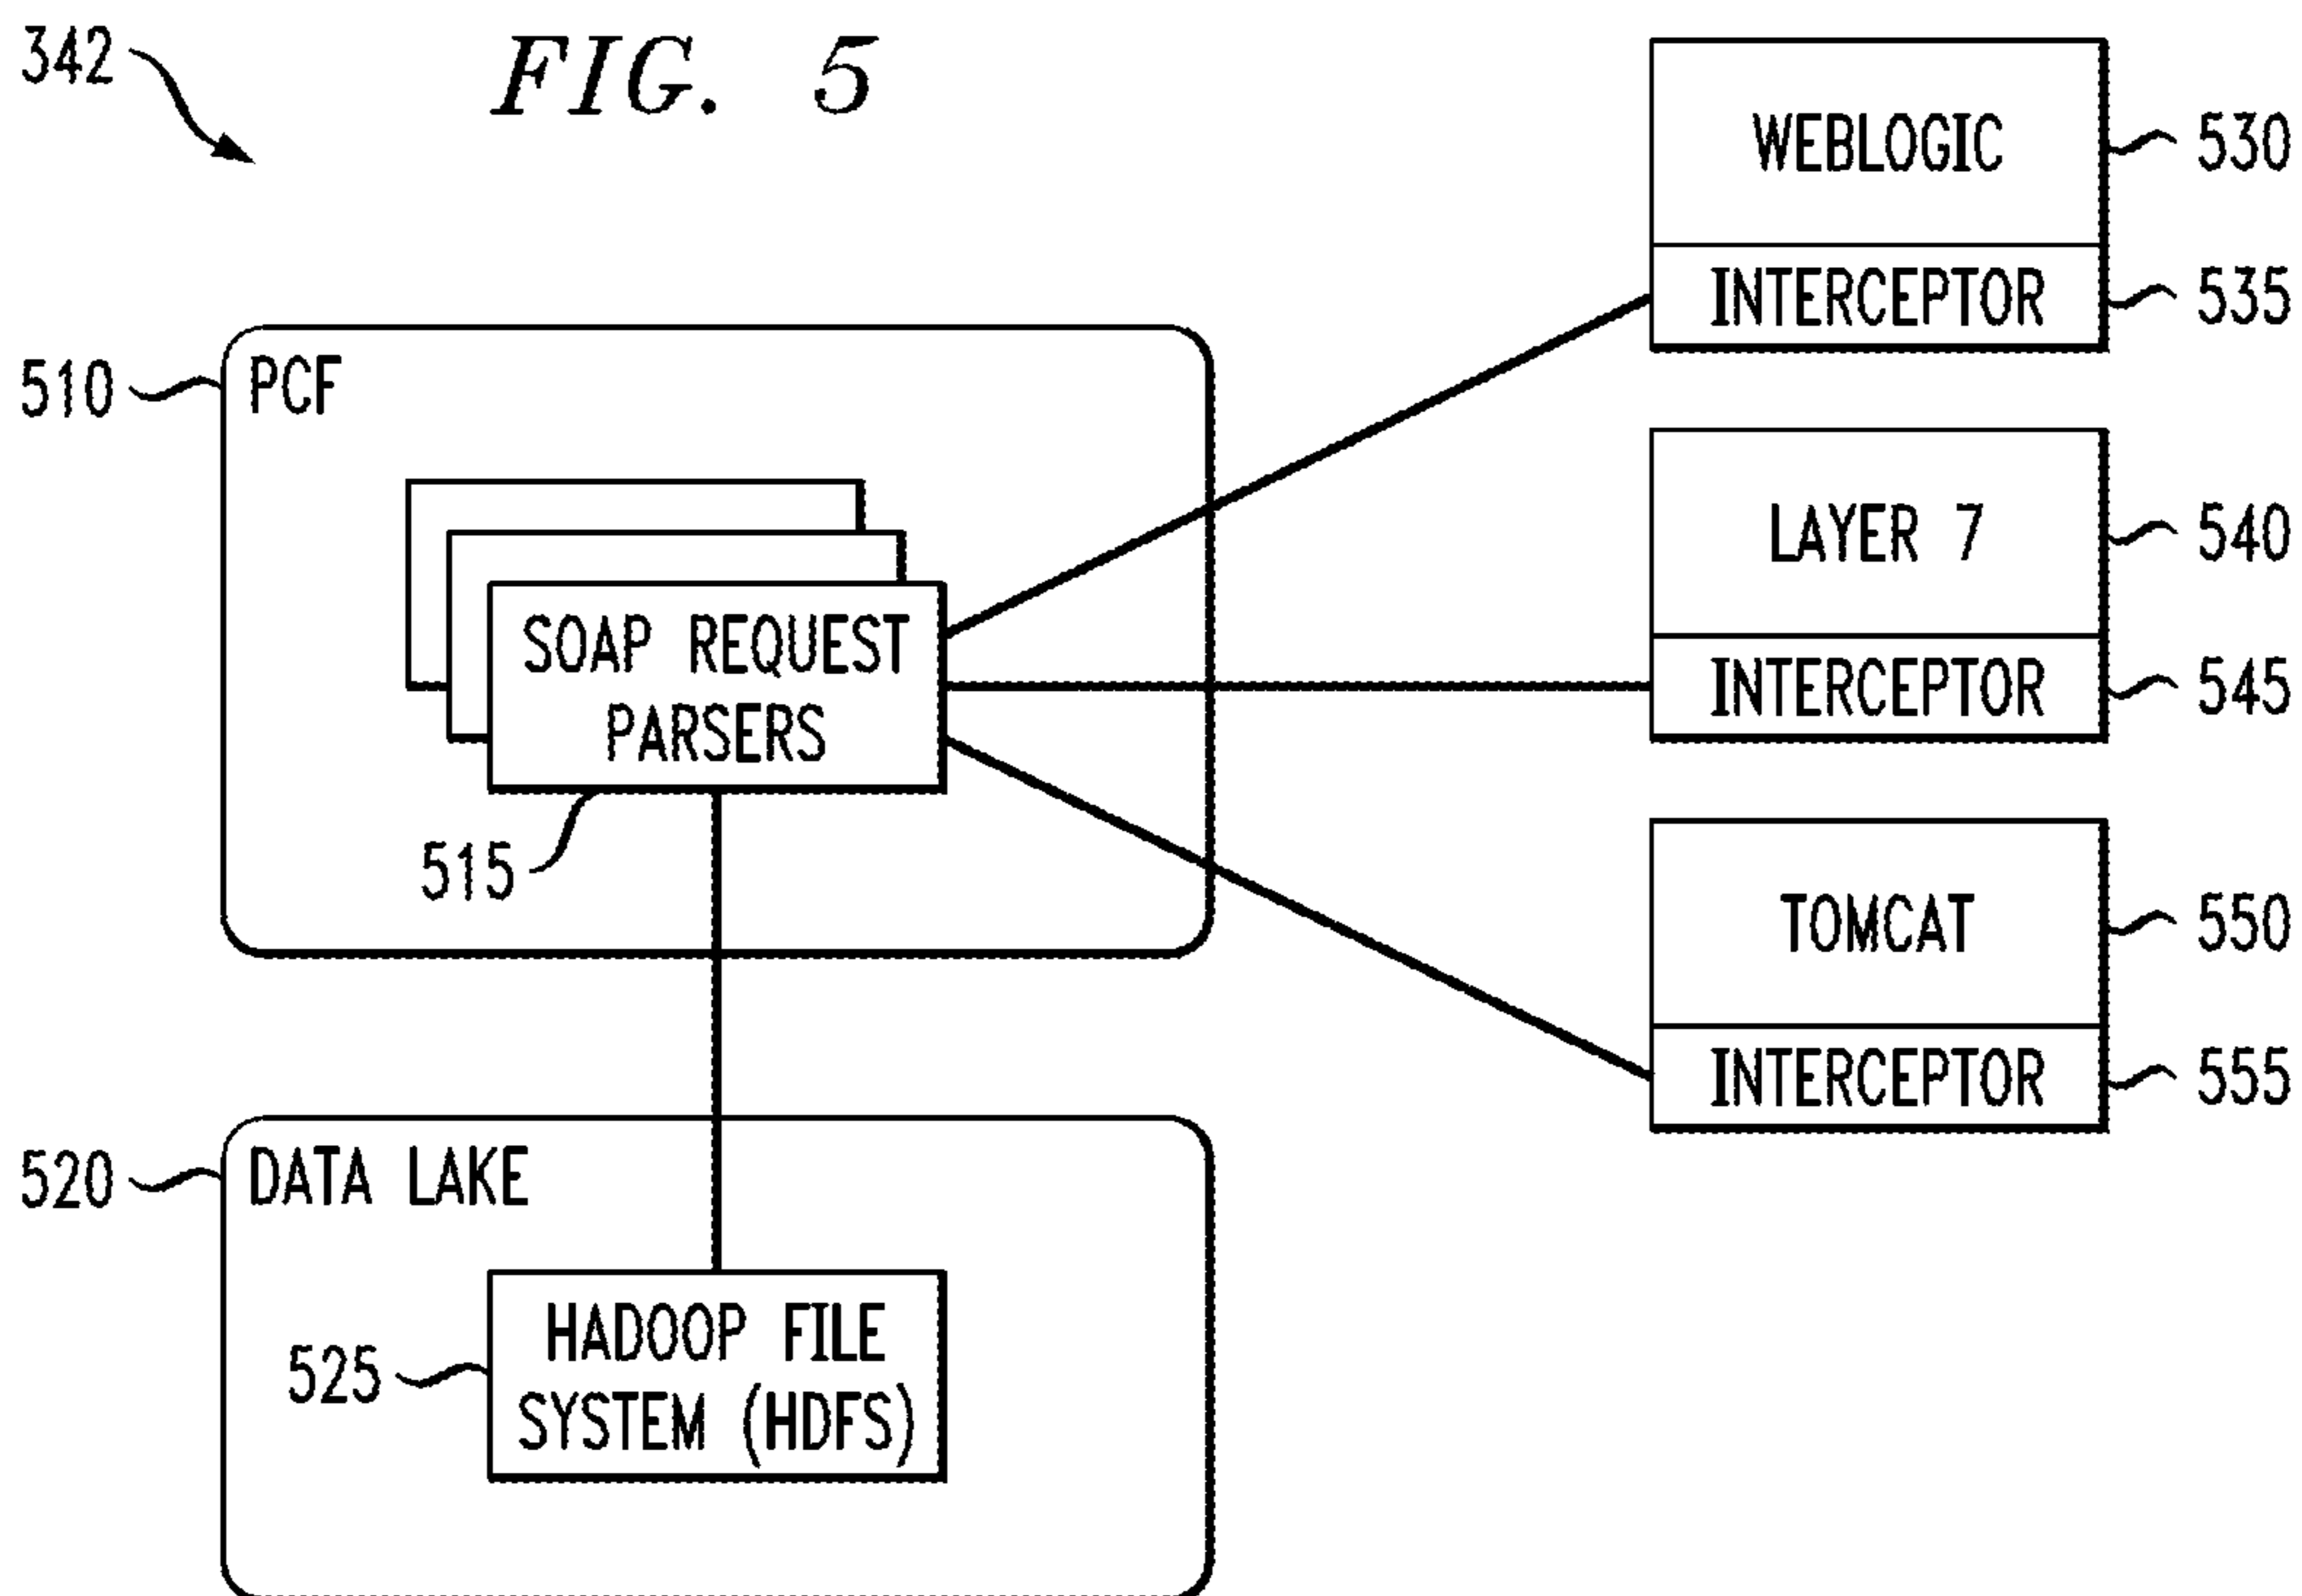 342
FIG. 5
WEBLOGIC
530
INTERCEPTOR
535
510
PCF
LAYER 7
540
SOAP REQUEST
PARSERS
INTERCEPTOR
545
515
TOMCAT
550
INTERCEPTOR
555
520
DATA LAKE
HADOOP FILE
SYSTEM (HDFS)
525